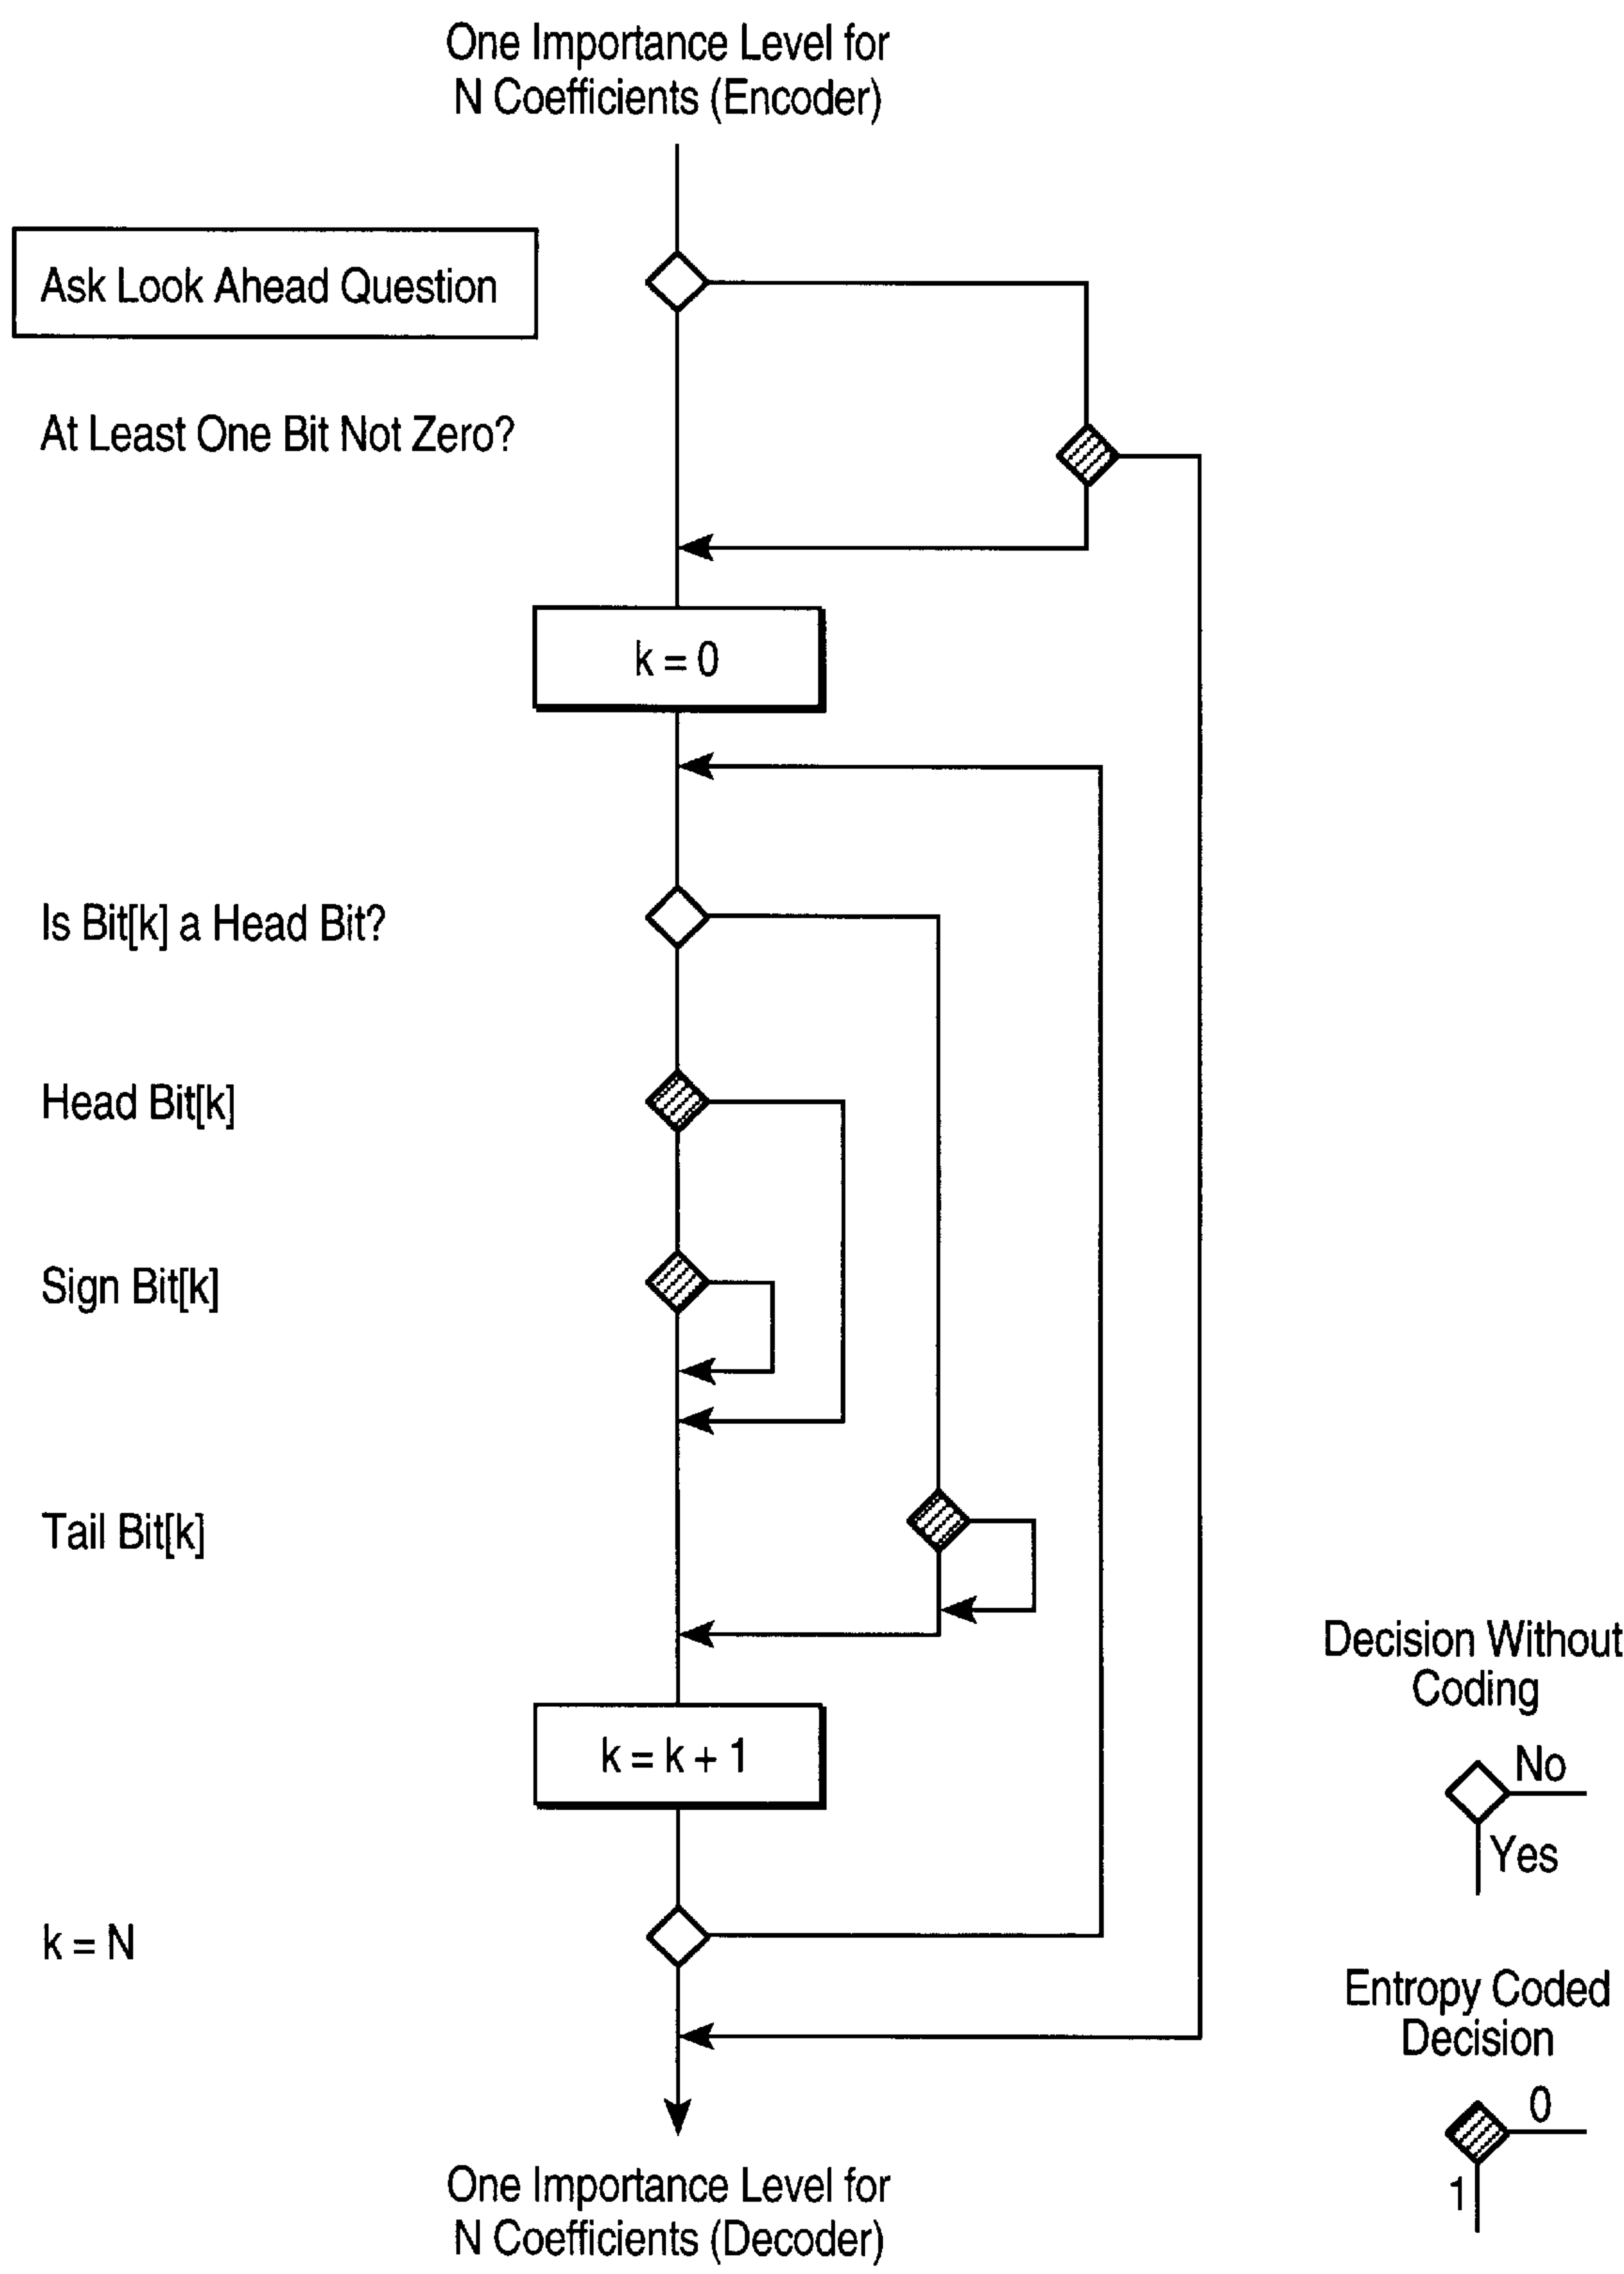 One Importance Level for
N Coefficients (Encoder)
Ask Look Ahead Question
At Least One Bit Not Zero?
k = 0
Is Bit[k] a Head Bit?
Head Bit[k]
Sign Bit[k]
Tail Bit[k]
k = k + 1
k = N
One Importance Level for
N Coefficients (Decoder)
Decision Without
Coding
No
Yes
Entropy Coded
Decision
0
1